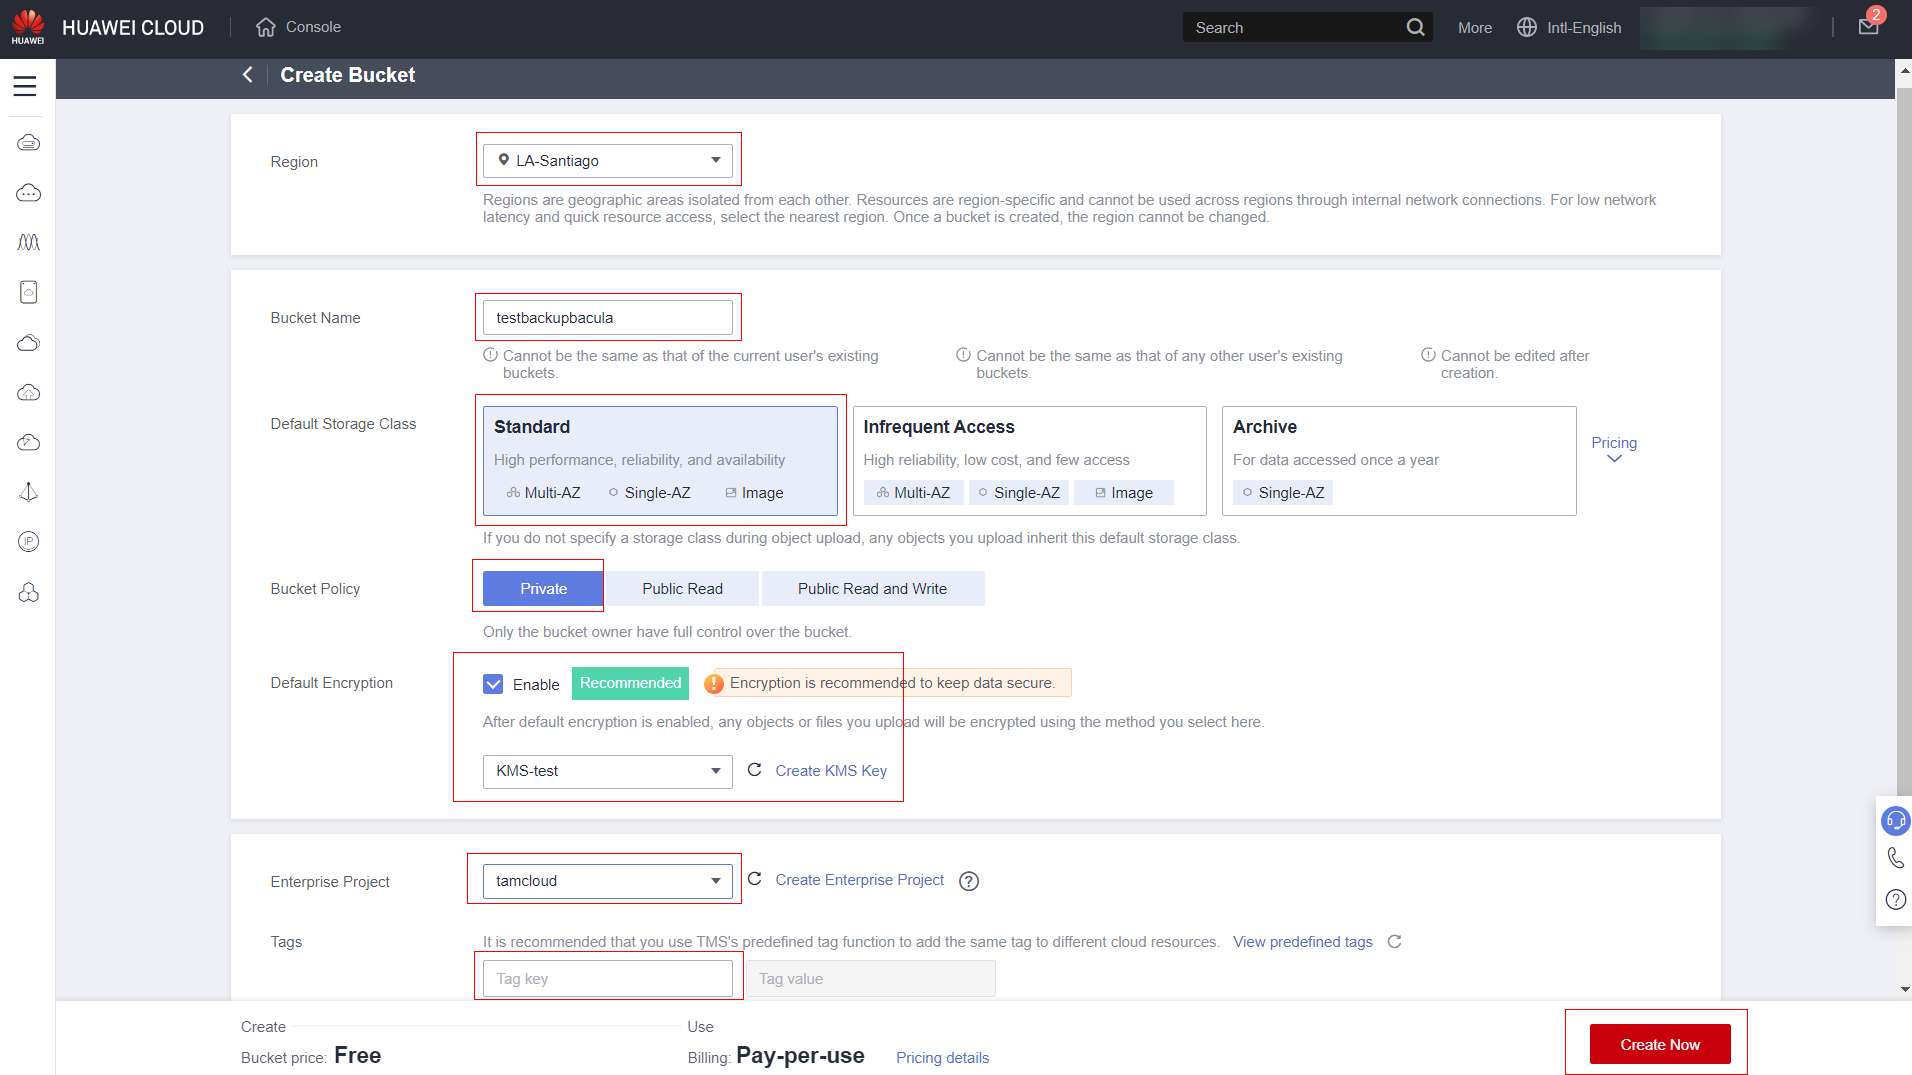 HUAWEI
HUAWEI CLOUD
Console
Search
More
Intl-English
2
Create Bucket
Region
LA-Santiago
Regions are geographic areas isolated from each other. Resources are region-specific and cannot be used across regions through internal network connections. For low network
latency and quick resource access, select the nearest region. Once a bucket is created, the region cannot be changed.
Bucket Name
testbackupbacula
Cannot be the same as that of the current user's existing
buckets.
Cannot be the same as that of any other user's existing
buckets.
Cannot be edited after
creation.
Default Storage Class
Standard
High performance, reliability, and availability
Multi-AZ
Single-AZ
Image
Infrequent Access
High reliability, low cost, and few access
Multi-AZ
Single-AZ
Image
Archive
For data accessed once a year
Single-AZ
Pricing
If you do not specify a storage class during object upload, any objects you upload inherit this default storage class.
Bucket Policy
Private
Public Read
Public Read and Write
Only the bucket owner have full control over the bucket.
Default Encryption
Enable
Recommended
Encryption is recommended to keep data secure.
After default encryption is enabled, any objects or files you upload will be encrypted using the method you select here.
KMS-test
Create KMS Key
Enterprise Project
tamcloud
Create Enterprise Project
Tags
It is recommended that you use TMS's predefined tag function to add the same tag to different cloud resources.
View predefined tags
Tag key
Tag value
IP
Create
Bucket price: Free
Use
Billing: Pay-per-use
Pricing details
Create Now